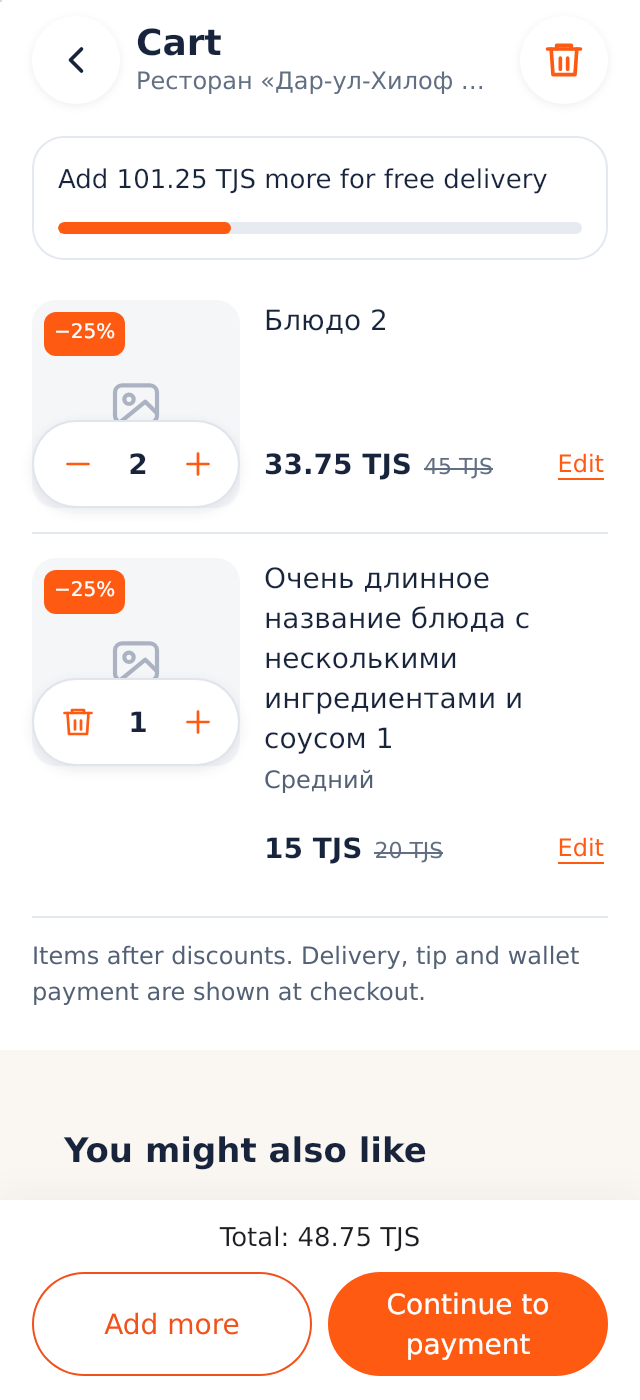 Cart
Ресторан «Дар-ул-Хилоф ...
Add 101.25 TJS more for free delivery
−25%
Блюдо 2
2
33.75 TJS 45 TJS Edit
−25%
Очень длинное
название блюда с
несколькими
ингредиентами и
соусом 1
Средний
1
15 TJS 20 TJS Edit
Items after discounts. Delivery, tip and wallet
payment are shown at checkout.
You might also like
Total: 48.75 TJS
Add more
Continue to
payment